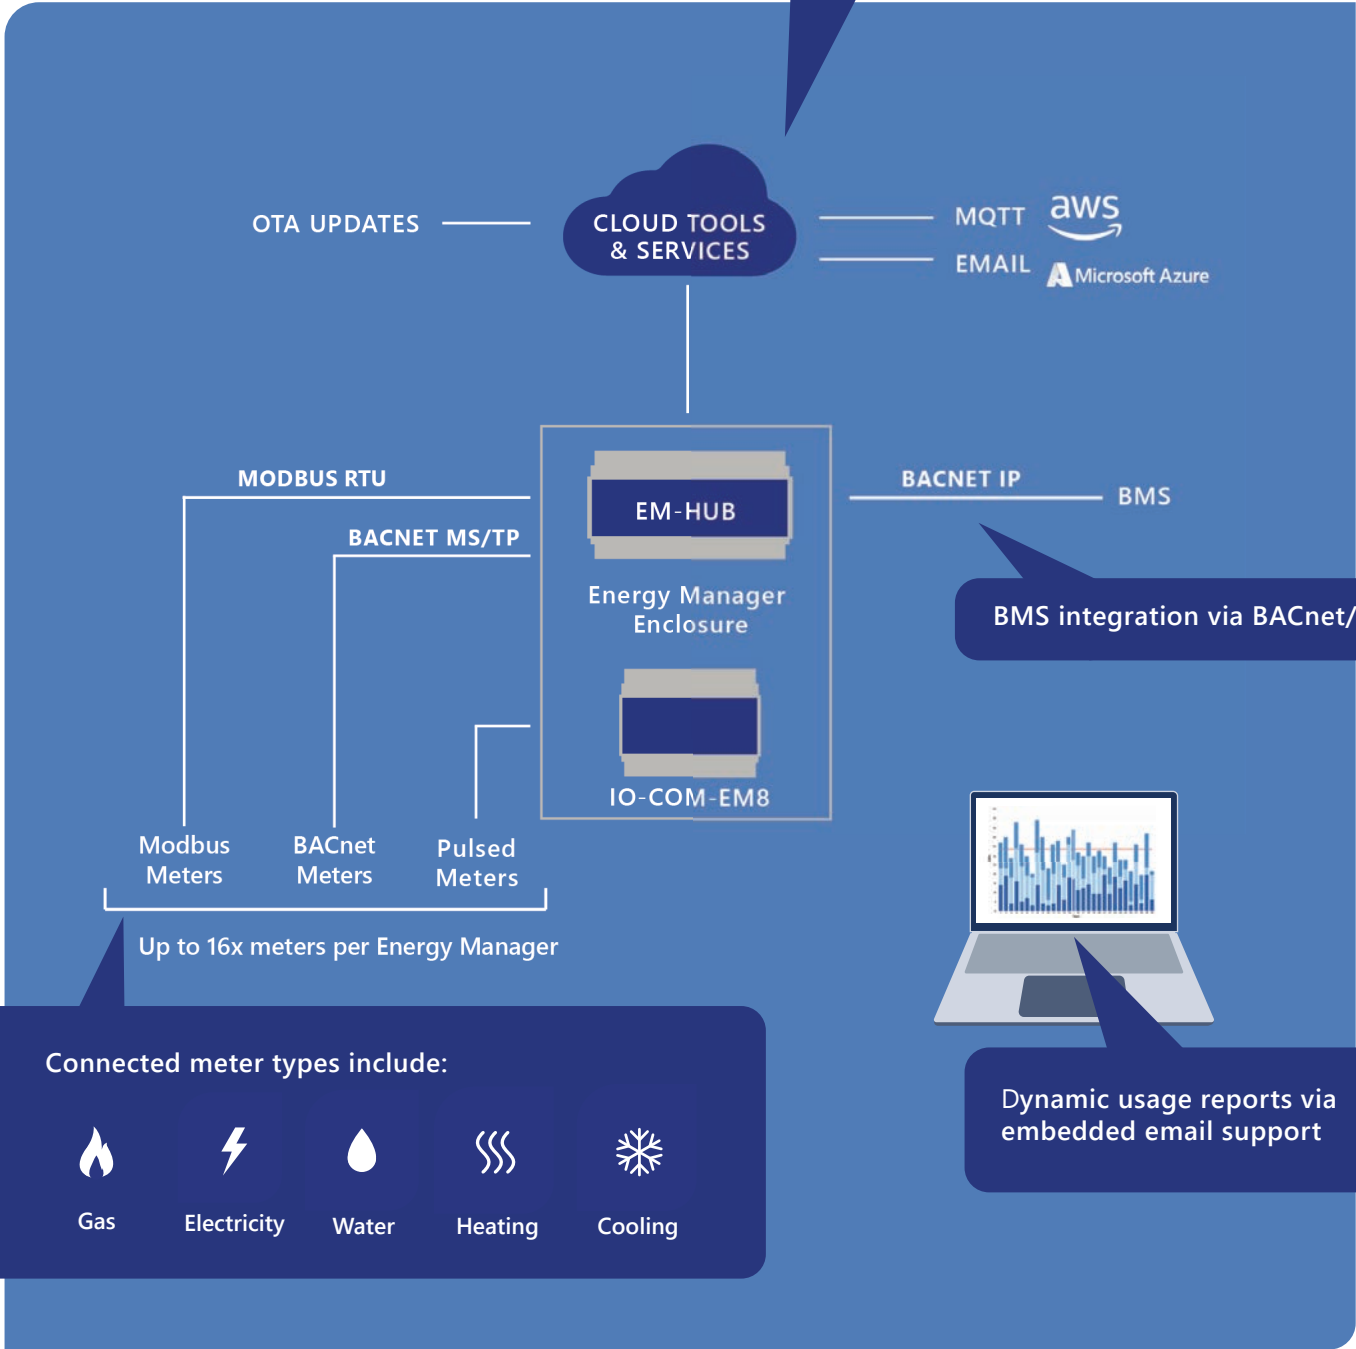 OTA UPDATES
CLOUD TOOLS
& SERVICES
MQTT
aws
EMAIL
Microsoft Azure
MODBUS RTU
BACNET MS/TP
EM-HUB
Energy Manager
Enclosure
IO-COM-EM8
BACNET IP
BMS
BMS integration via BACnet/
Modbus
Meters
BACnet
Meters
Pulsed
Meters
Up to 16x meters per Energy Manager
Connected meter types include:
Gas
Electricity
Water
Heating
Cooling
Dynamic usage reports via
embedded email support